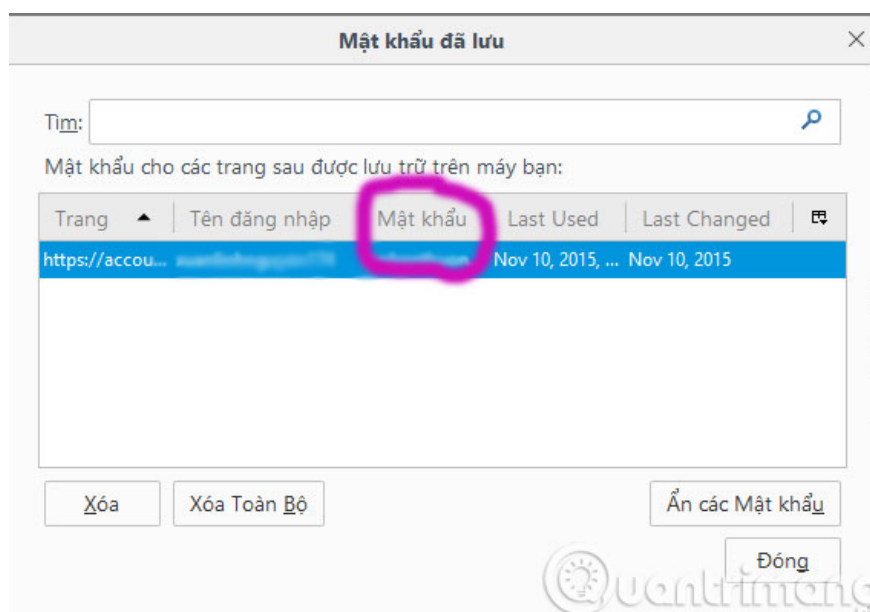 Mật khẩu đã lưu
Tìm:
Mật khẩu cho các trang sau được lưu trữ trên máy bạn:
Trang Tên đăng nhập Mật khẩu Last Used Last Changed
https://accou... Nov 10, 2015, ... Nov 10, 2015
Xóa Xóa Toàn Bộ Ẩn các Mật khẩu
Đóng
Quantrimang